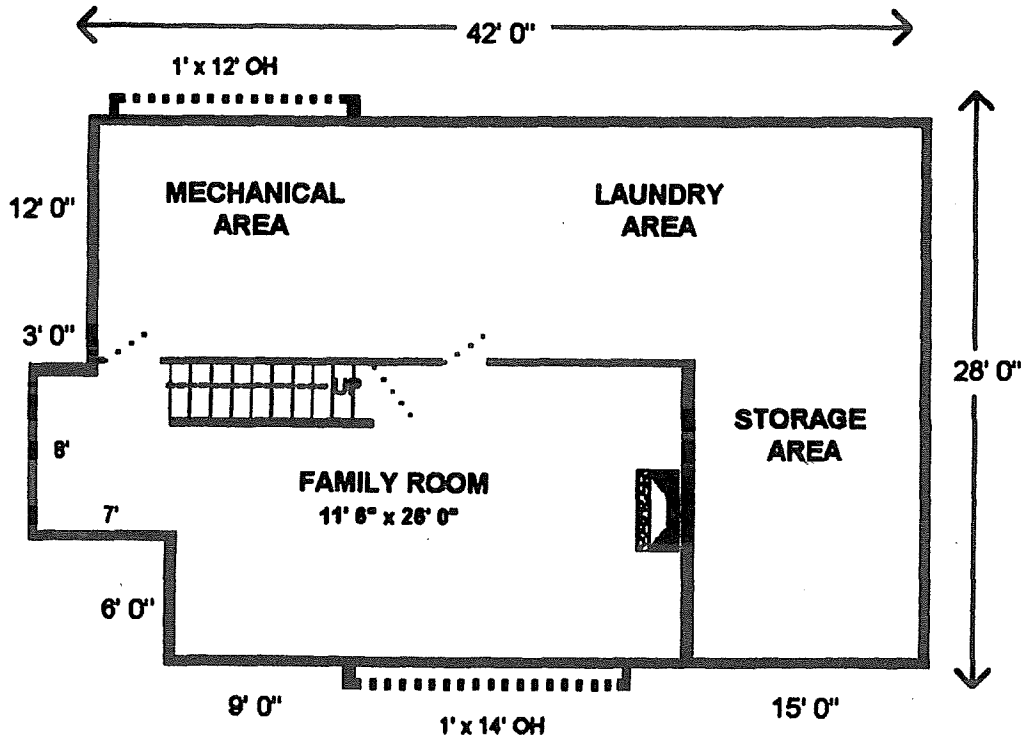 42' 0"
1' x 12' OH
MECHANICAL
AREA
LAUNDRY
AREA
12' 0"
3' 0"
28' 0"
UP
STORAGE
AREA
8'
FAMILY ROOM
11' 6" x 26' 0"
7'
6' 0"
9' 0"
15' 0"
1' x 14' OH